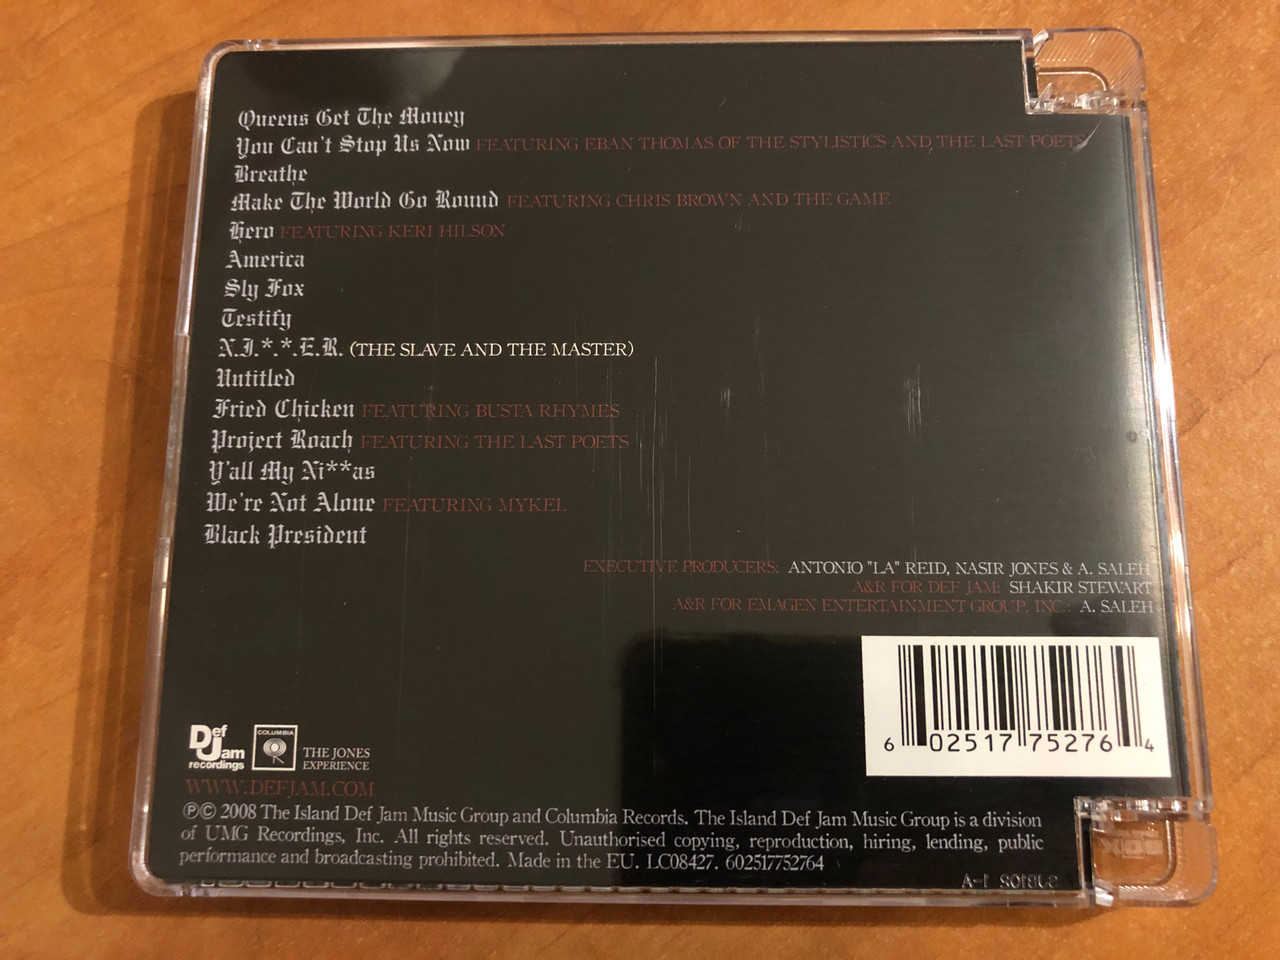 Queens Get The Money
You Can't Stop Us Now FEATURING EBAN THOMAS OF THE STYLISTICS AND THE LAST POETS
Breathe
Make The World Go Round FEATURING CHRIS BROWN AND THE GAME
Hero FEATURING KERI HILSON
America
Sly Fox
Testify
N.I.*.*.E.R. (THE SLAVE AND THE MASTER)
Untitled
Fried Chicken FEATURING BUSTA RHYMES
Project Roach FEATURING THE LAST POETS
Y'all My Ni**as
We're Not Alone FEATURING MYKEL
Black President
EXECUTIVE PRODUCERS: ANTONIO "LA" REID, NASIR JONES & A. SALEH
A&R FOR DEF JAM: SHAKIR STEWART
A&R FOR EMAGEN ENTERTAINMENT GROUP, INC.: A. SALEH
6 02517 75276 4
Def Jam recordings
COLUMBIA
THE JONES
EXPERIENCE
WWW.DEFJAM.COM
℗© 2008 The Island Def Jam Music Group and Columbia Records. The Island Def Jam Music Group is a division
of UMG Recordings, Inc. All rights reserved. Unauthorised copying, reproduction, hiring, lending, public
performance and broadcasting prohibited. Made in the EU. LC08427. 602517752764